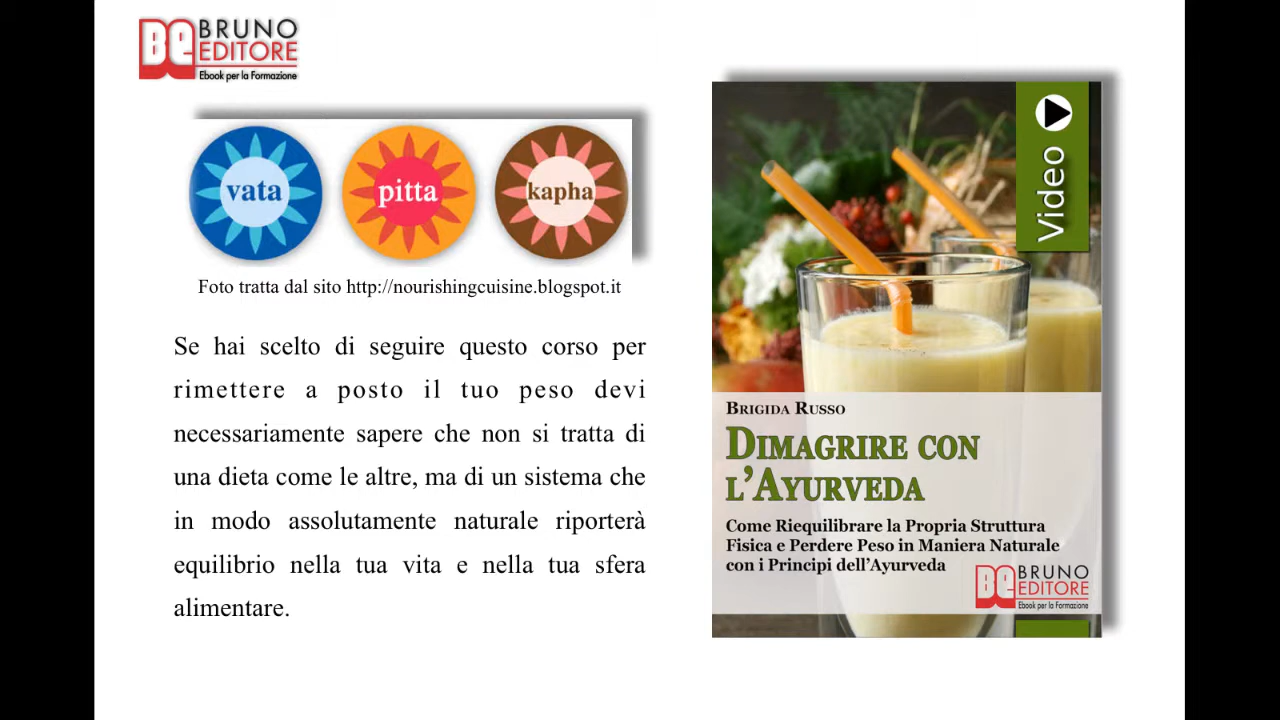 BRUNO
EDITORE
Ebook per la Formazione
vata
pitta
kapha
Foto tratta dal sito http://nourishingcuisine.blogspot.it
Se hai scelto di seguire questo corso per
rimettere a posto il tuo peso devi
necessariamente sapere che non si tratta di
una dieta come le altre, ma di un sistema che
in modo assolutamente naturale riporterà
equilibrio nella tua vita e nella tua sfera
alimentare.
Video
BRIGIDA RUSSO
DIMAGRIRE CON
L'AYURVEDA
Come Riequilibrare la Propria Struttura
Fisica e Perdere Peso in Maniera Naturale
con i Principi dell'Ayurveda
BE BRUNO
EDITORE
Ebook per la Formazione